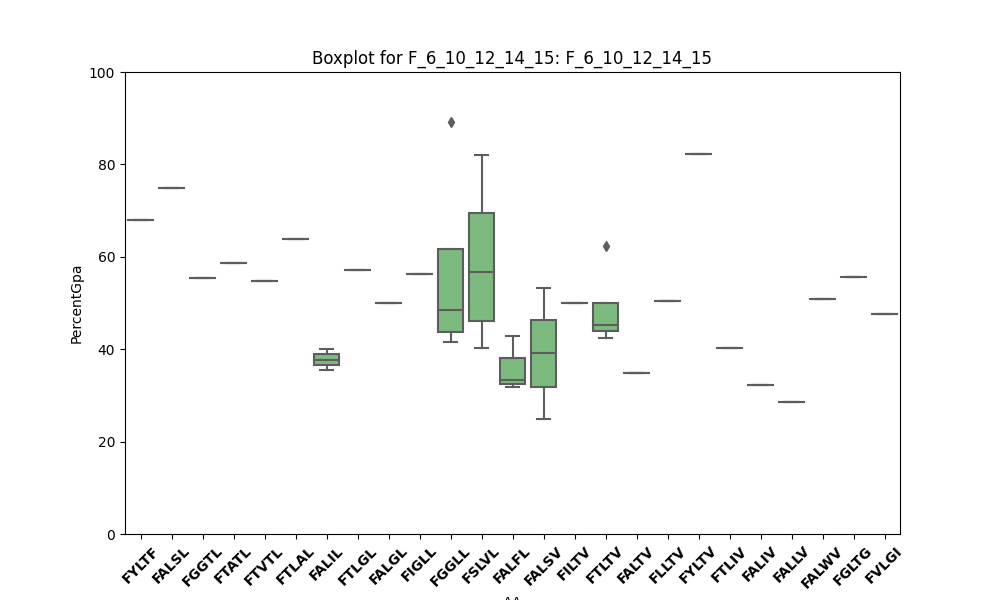 Boxplot for F_6_10_12_14_15: F_6_10_12_14_15
100
80
60
40
20
0
PercentGpa
FYLTF FALSL FGGTL FTATL FTVTL FTLAL FALIL FTLGL FALGL FIGLL FGGLL FSLVL FALFL FALSV FILTV FTLTV FALTV FLLTV FYLTV FTLIV FALIV FALLV FALWV FGLTG FVLGI